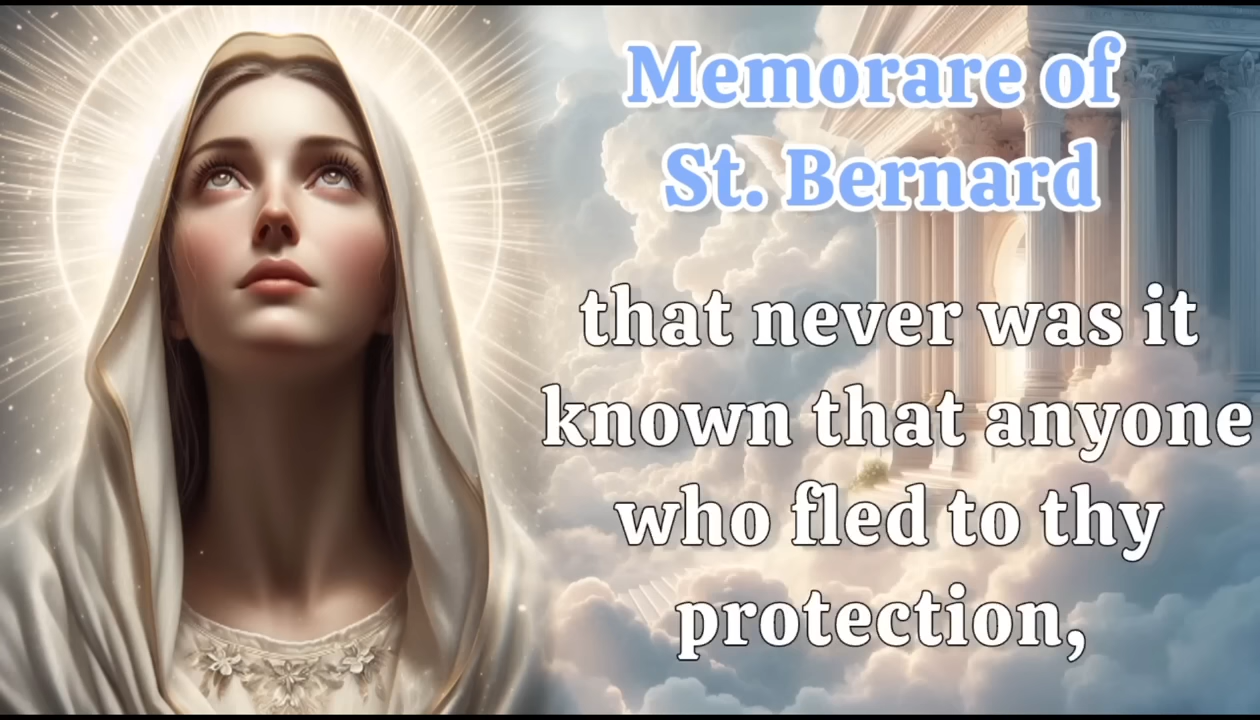 Memorare of
St. Bernard
that never was it
known that anyone
who fled to thy
protection,